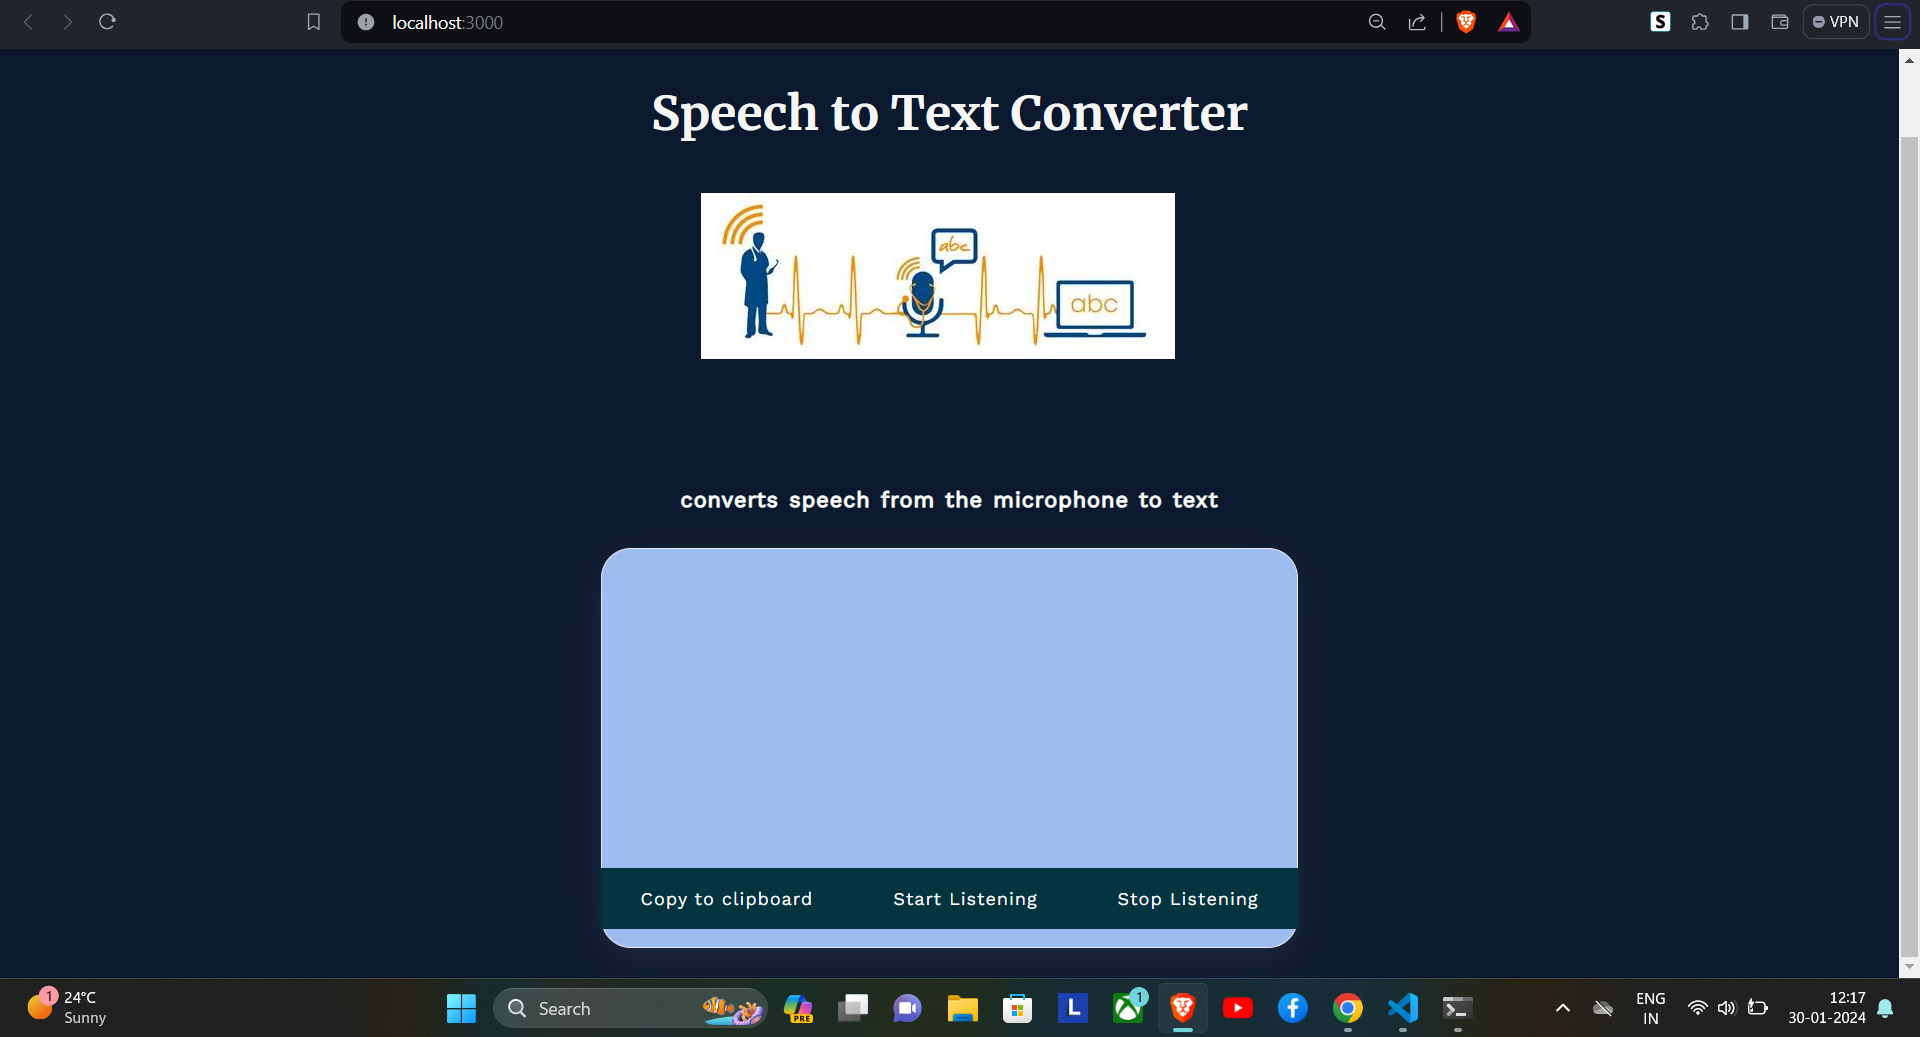 localhost:3000
VPN
Speech to Text Converter
abc
abc
converts speech from the microphone to text
Copy to clipboard Start Listening Stop Listening
1
24°C
Sunny
Search
PRE
L
1
ENG
IN
12:17
30-01-2024
S